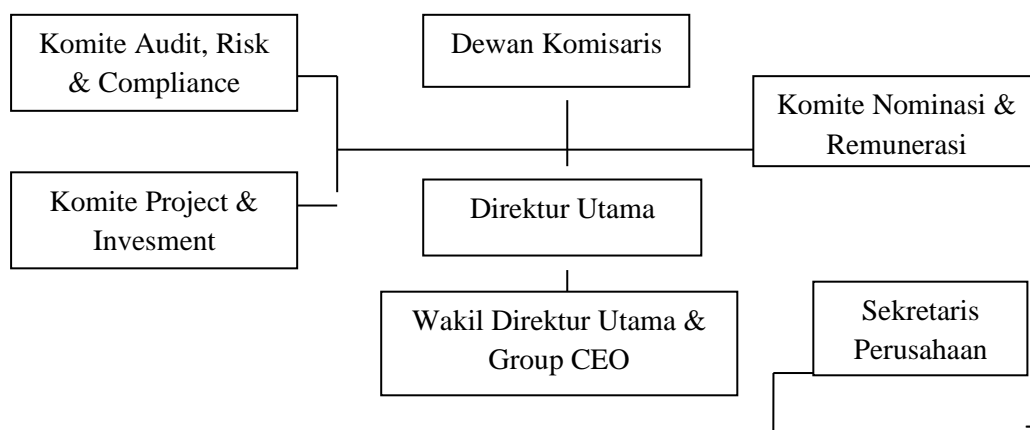 Komite Audit, Risk
& Compliance
Dewan Komisaris
Komite Nominasi &
Remunerasi
Komite Project &
Invesment
Direktur Utama
Wakil Direktur Utama &
Group CEO
Sekretaris
Perusahaan